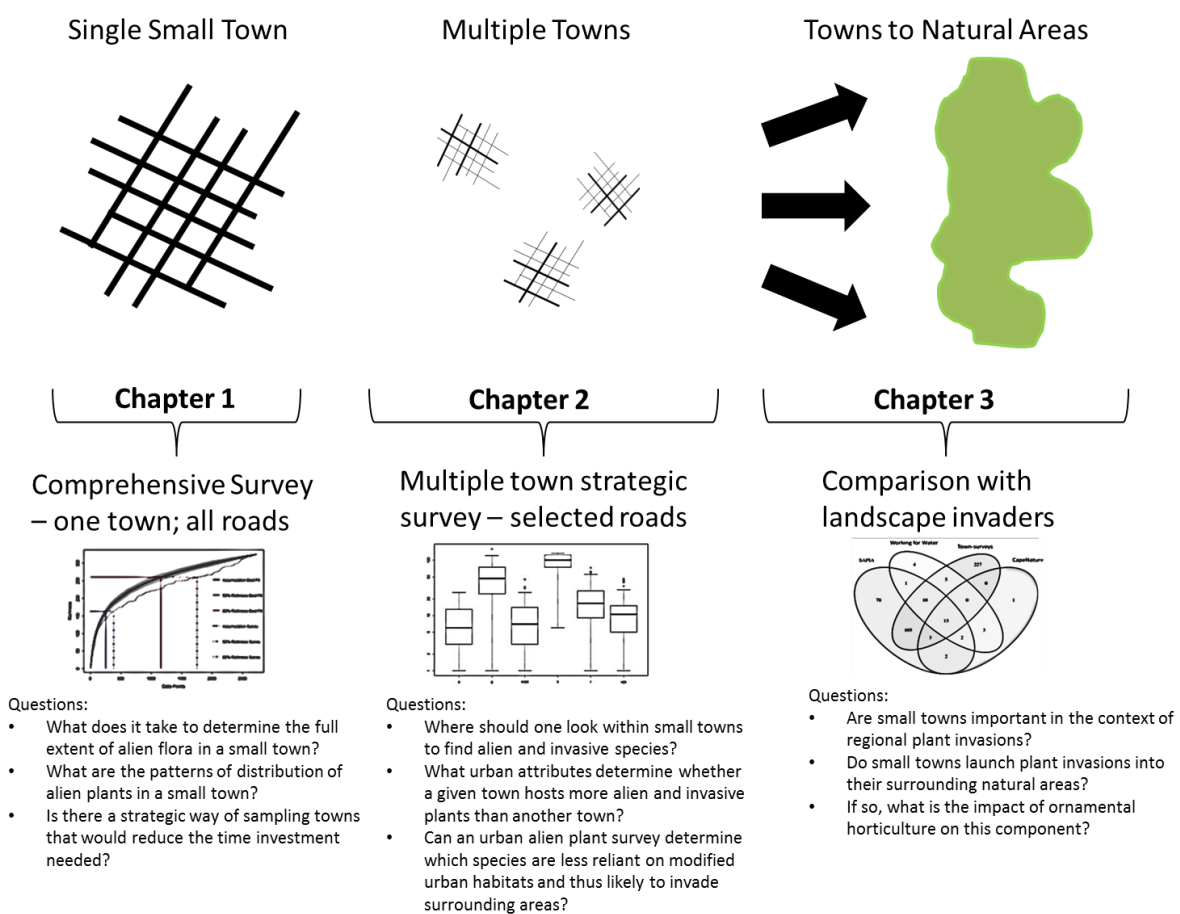 Single Small Town
Multiple Towns
Towns to Natural Areas
Chapter 1
Chapter 2
Chapter 3
Comprehensive Survey
– one town; all roads
Multiple town strategic
survey – selected roads
Comparison with
landscape invaders
Working for Water
Town-surveys
SAPIA
CapeNature
Questions:
• What does it take to determine the full
extent of alien flora in a small town?
• What are the patterns of distribution of
alien plants in a small town?
• Is there a strategic way of sampling towns
that would reduce the time investment
needed?
Questions:
• Where should one look within small towns
to find alien and invasive species?
• What urban attributes determine whether
a given town hosts more alien and invasive
plants than another town?
• Can an urban alien plant survey determine
which species are less reliant on modified
urban habitats and thus likely to invade
surrounding areas?
Questions:
• Are small towns important in the context of
regional plant invasions?
• Do small towns launch plant invasions into
their surrounding natural areas?
• If so, what is the impact of ornamental
horticulture on this component?